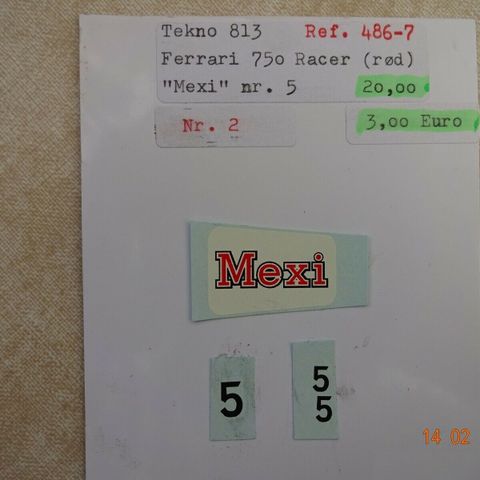 Tekno 813 Ref. 486-7
Ferrari 750 Racer (rød)
"Mexi" nr. 5 20,00
Nr. 2 3,00 Euro
Mexi
5 5
5
14 02